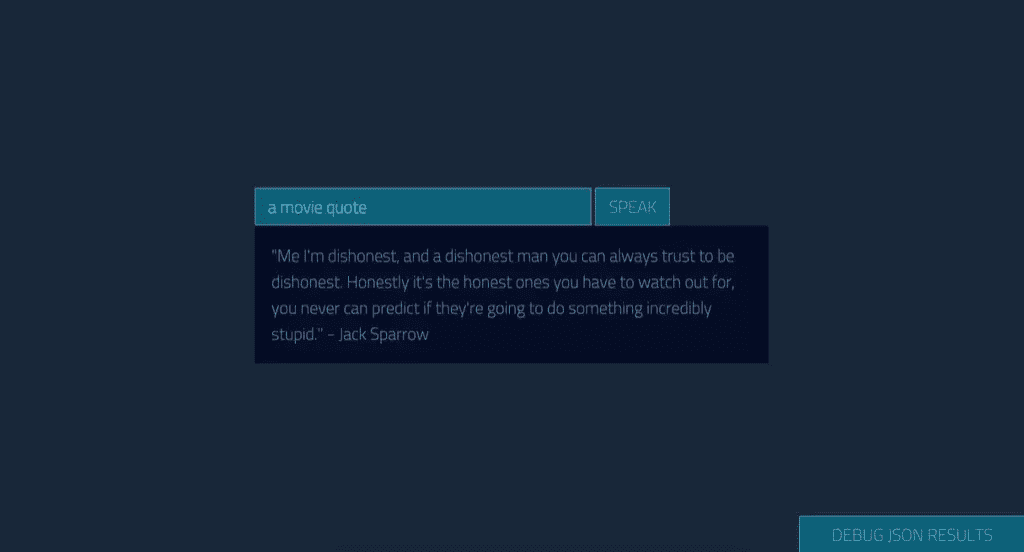 a movie quote
SPEAK
"Me I'm dishonest, and a dishonest man you can always trust to be
dishonest. Honestly it's the honest ones you have to watch out for,
you never can predict if they're going to do something incredibly
stupid." - Jack Sparrow
DEBUG JSON RESULTS